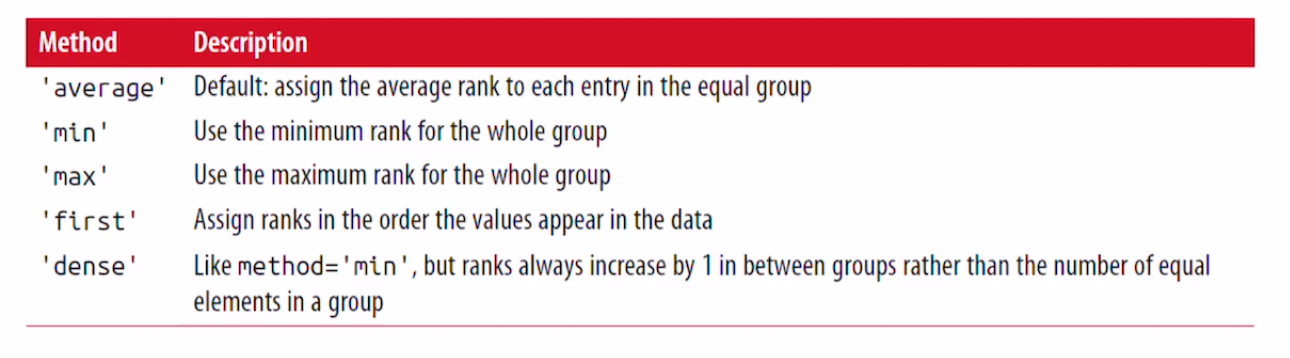 Method Description
'average' Default: assign the average rank to each entry in the equal group
'min' Use the minimum rank for the whole group
'max' Use the maximum rank for the whole group
'first' Assign ranks in the order the values appear in the data
'dense' Like method='min', but ranks always increase by 1 in between groups rather than the number of equal
elements in a group